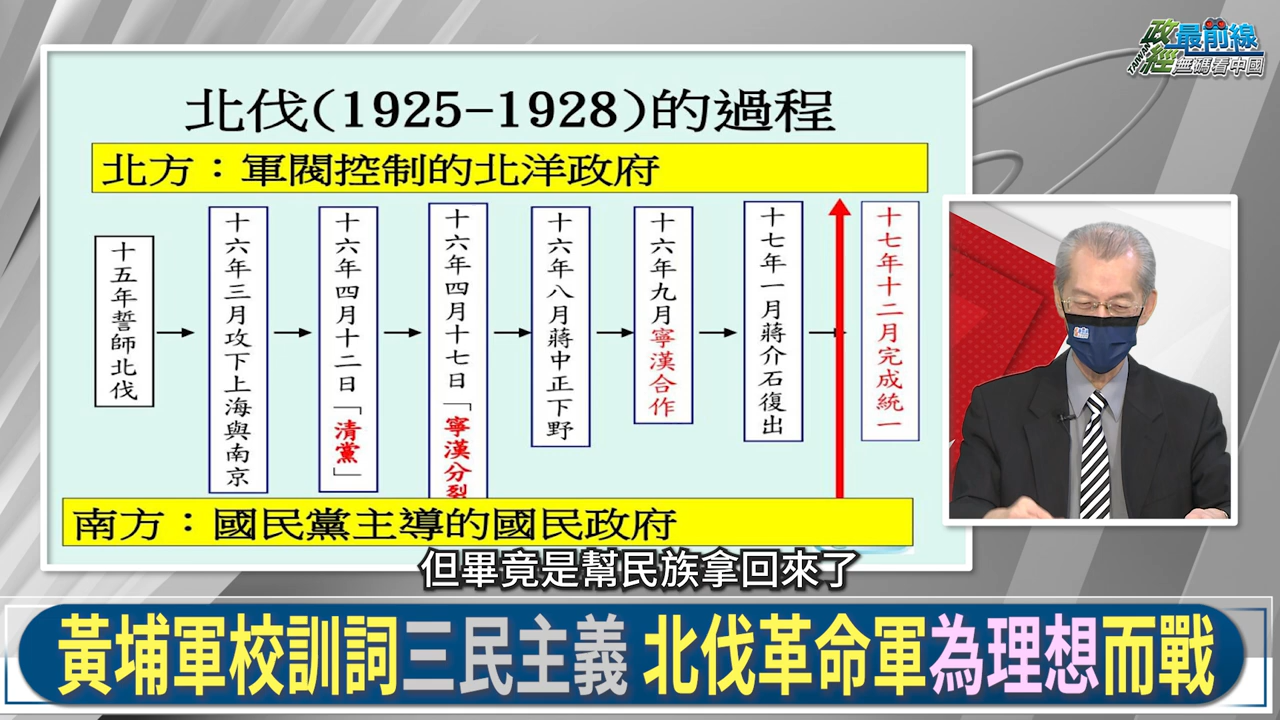 政經最前線
無碼看中國
北伐(1925-1928)的過程
北方：軍閥控制的北洋政府
十五年誓師北伐
十六年三月攻下上海與南京
十六年四月十二日「清黨」
十六年四月十七日「寧漢分裂
十六年八月蔣中正下野
十六年九月寧漢合作
十七年一月蔣介石復出
十七年十二月完成統一
南方：國民黨主導的國民政府
但畢竟是幫民族拿回來了
黃埔軍校訓詞三民主義 北伐革命軍為理想而戰